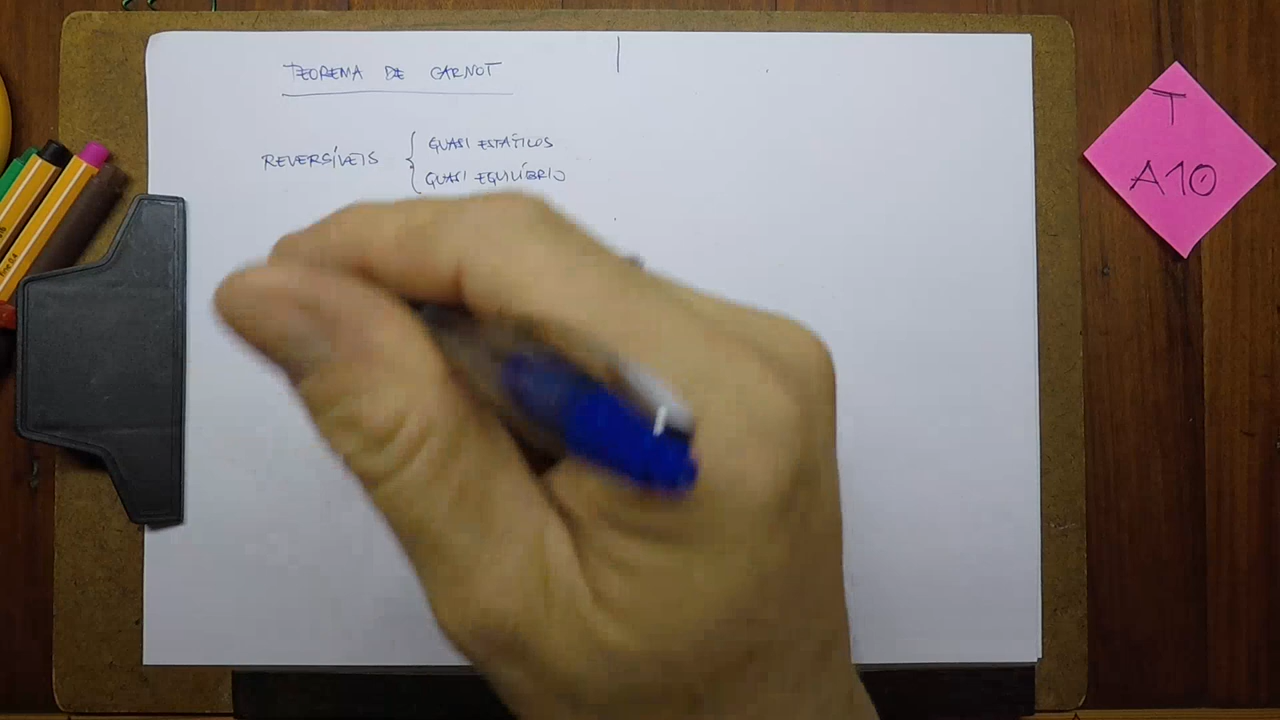 TEOREMA DE CARNOT
REVERSÍVEIS { QUASI ESTÁTICOS
QUASI EQUILÍBRIO
T
A10